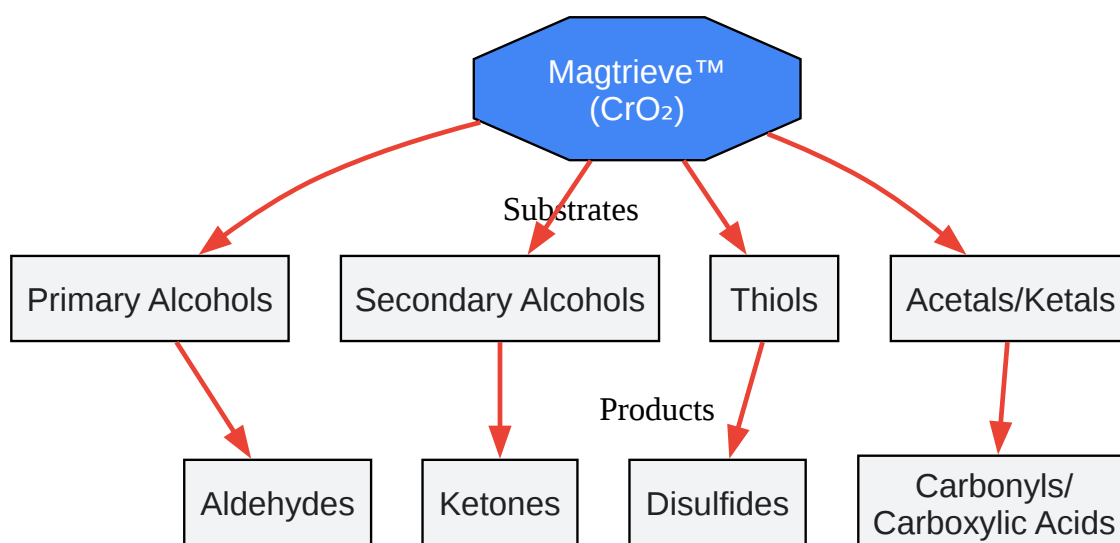 Magtrieve™
(CrO₂)
Substrates
Primary Alcohols
Secondary Alcohols
Thiols
Acetals/Ketals
Products
Aldehydes
Ketones
Disulfides
Carbonyls/
Carboxylic Acids